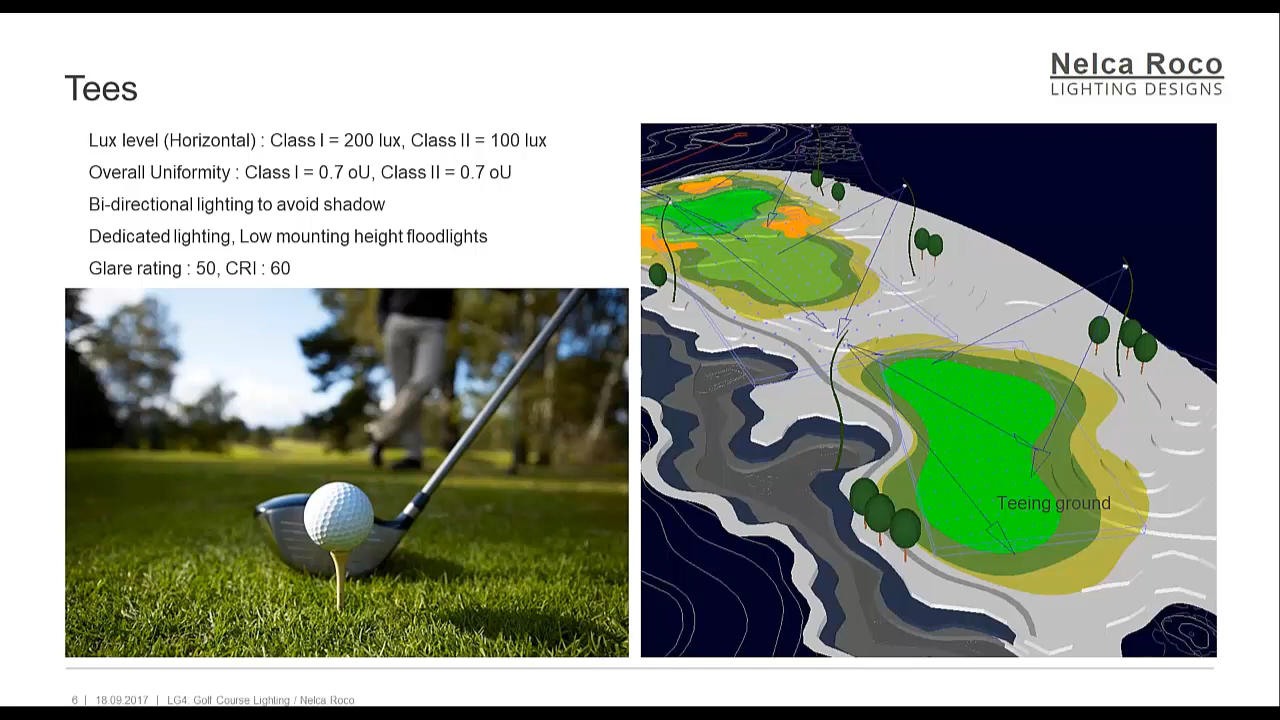 Nelca Roco
LIGHTING DESIGNS
Tees
Lux level (Horizontal) : Class I = 200 lux, Class II = 100 lux
Overall Uniformity : Class I = 0.7 oU, Class II = 0.7 oU
Bi-directional lighting to avoid shadow
Dedicated lighting, Low mounting height floodlights
Glare rating : 50, CRI : 60
Teeing ground
6 | 18.09.2017 | LG4: Golf Course Lighting / Nelca Roco